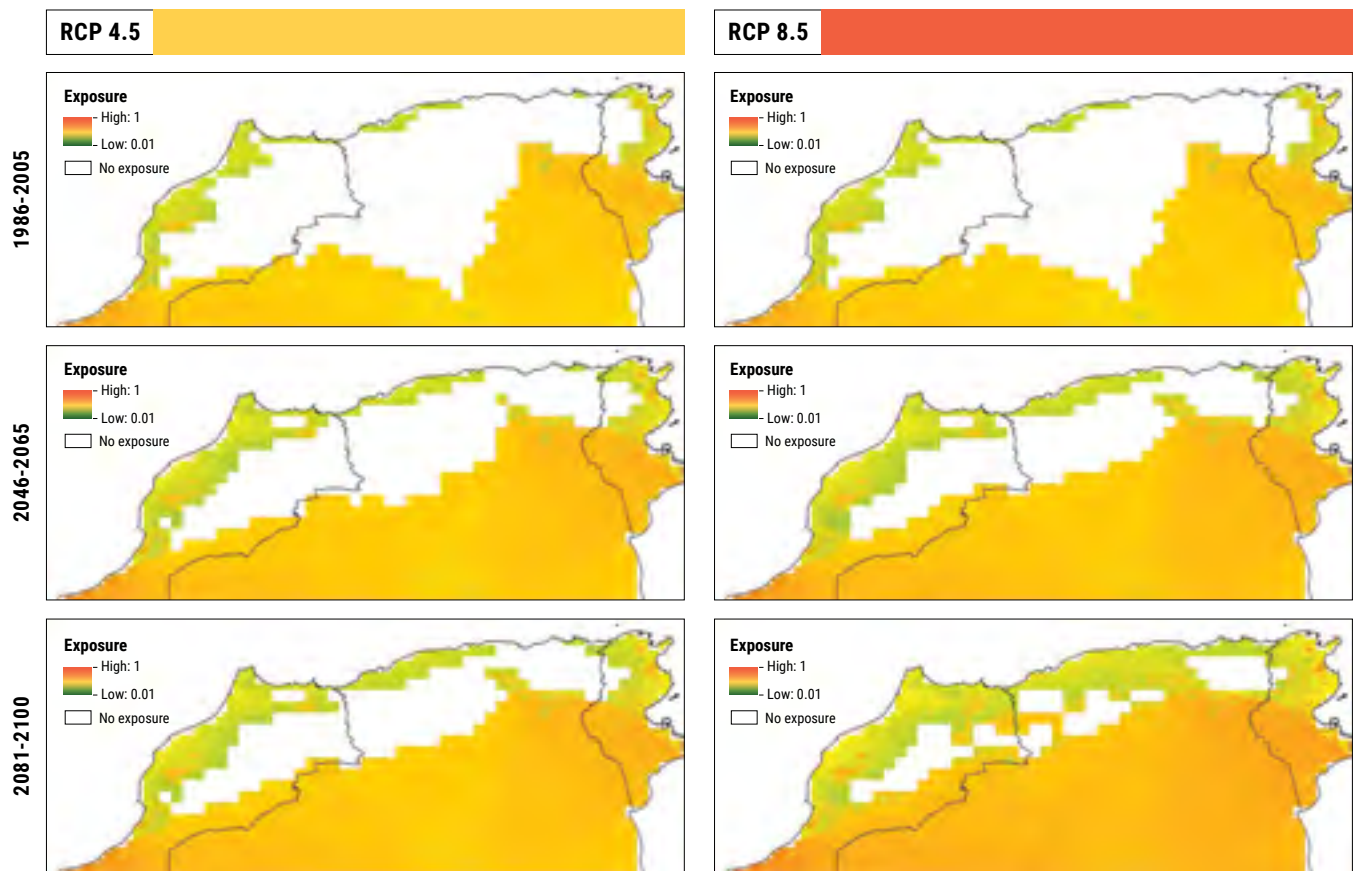 RCP 4.5
RCP 8.5
1986-2005
Exposure
High: 1
Low: 0.01
No exposure
Exposure
High: 1
Low: 0.01
No exposure
2046-2065
Exposure
High: 1
Low: 0.01
No exposure
Exposure
High: 1
Low: 0.01
No exposure
2081-2100
Exposure
High: 1
Low: 0.01
No exposure
Exposure
High: 1
Low: 0.01
No exposure